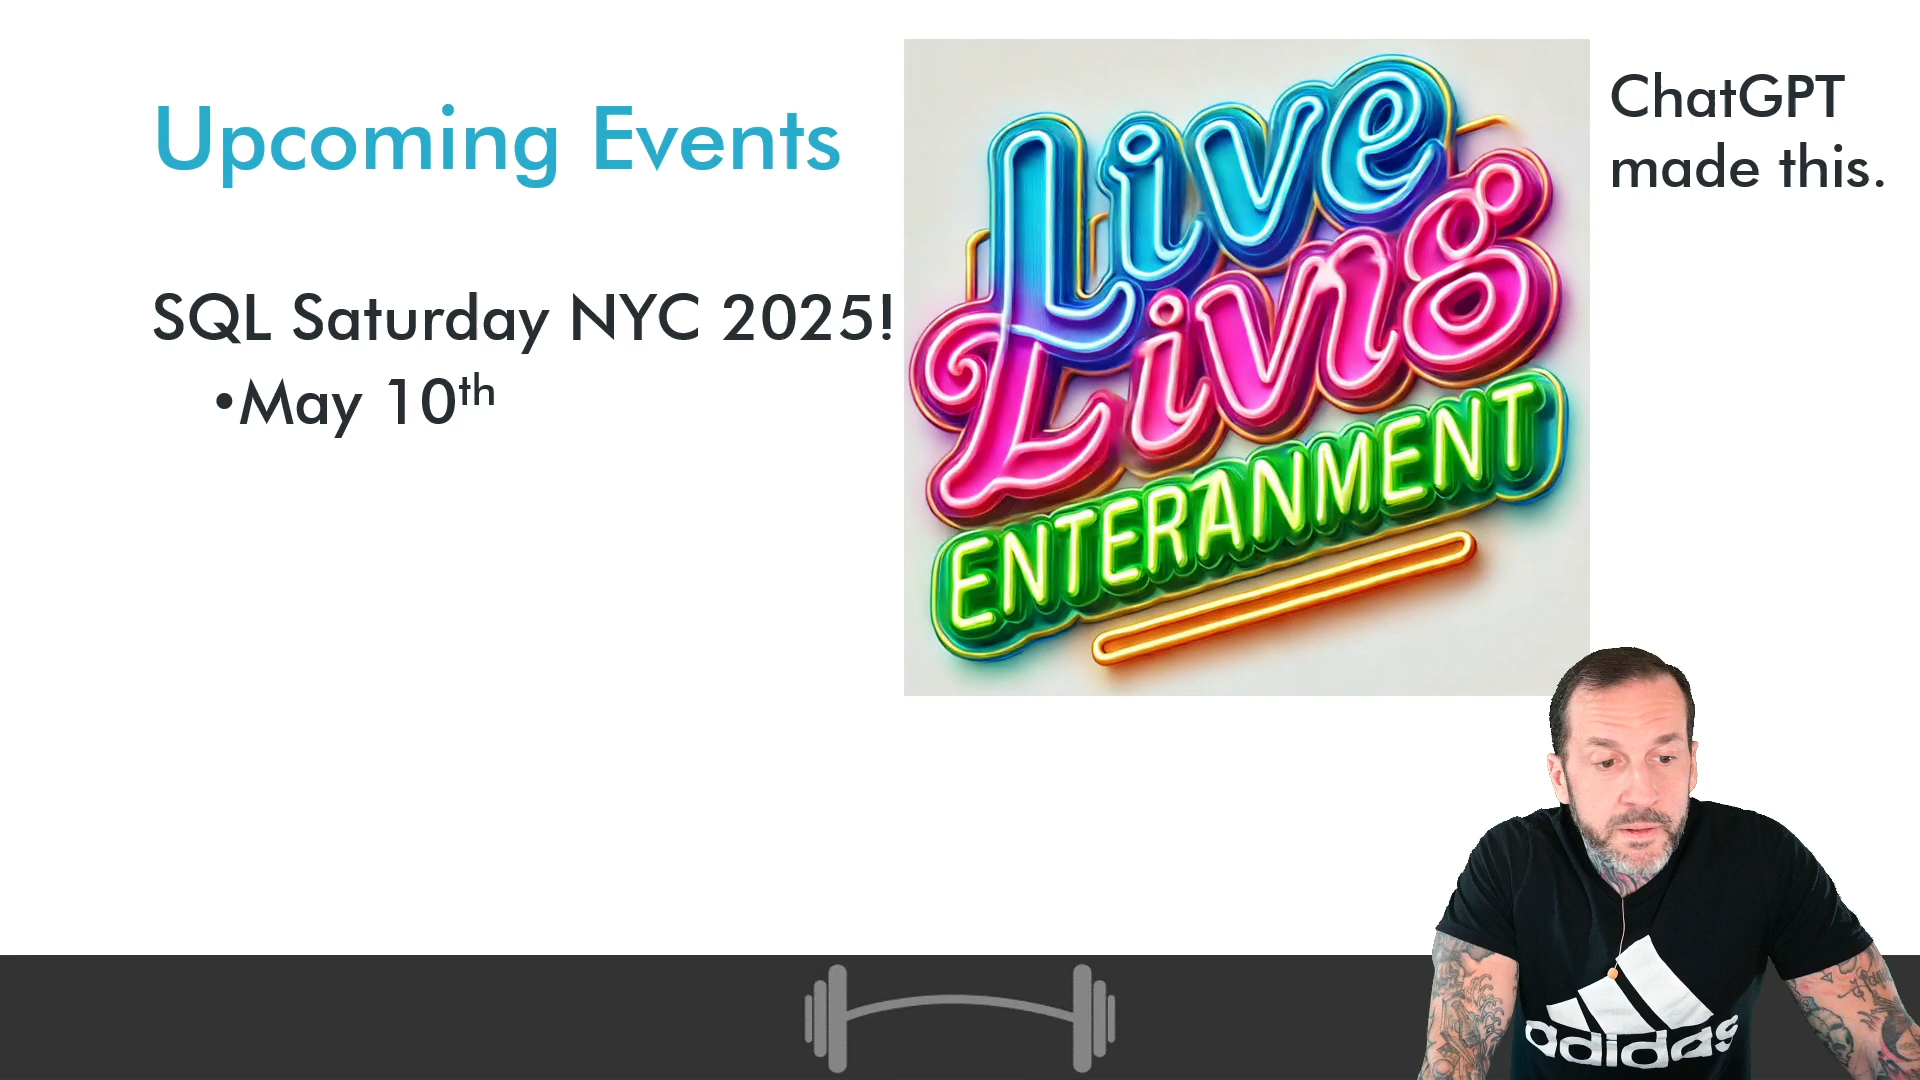 Upcoming Events
SQL Saturday NYC 2025!
•May 10th
Live
Living
ENTERANMENT
ChatGPT
made this.
adidas